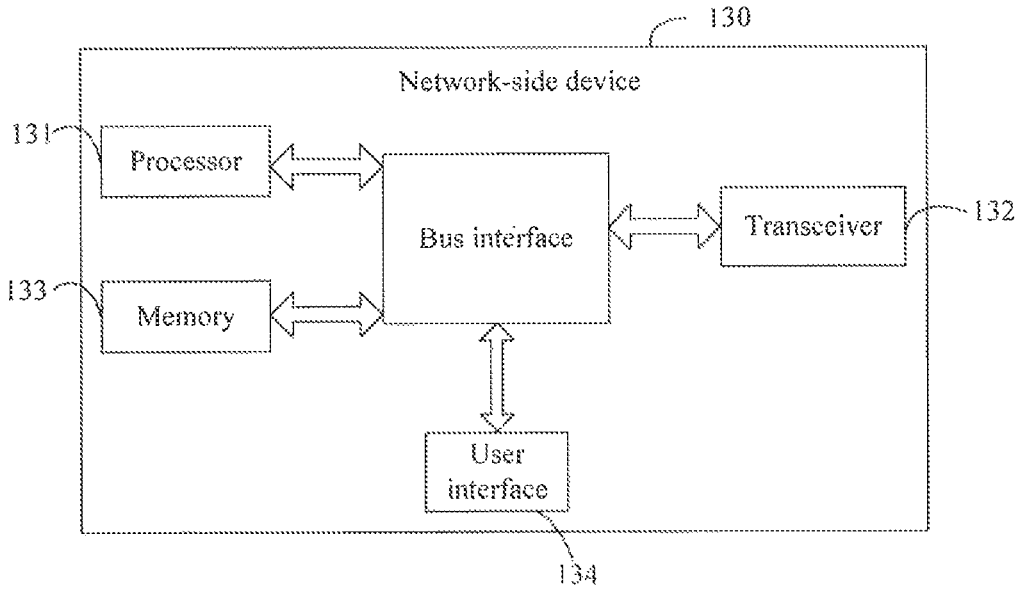 130
Network-side device
131
Processor
Bus interface
Transceiver
132
133
Memory
User
interface
134